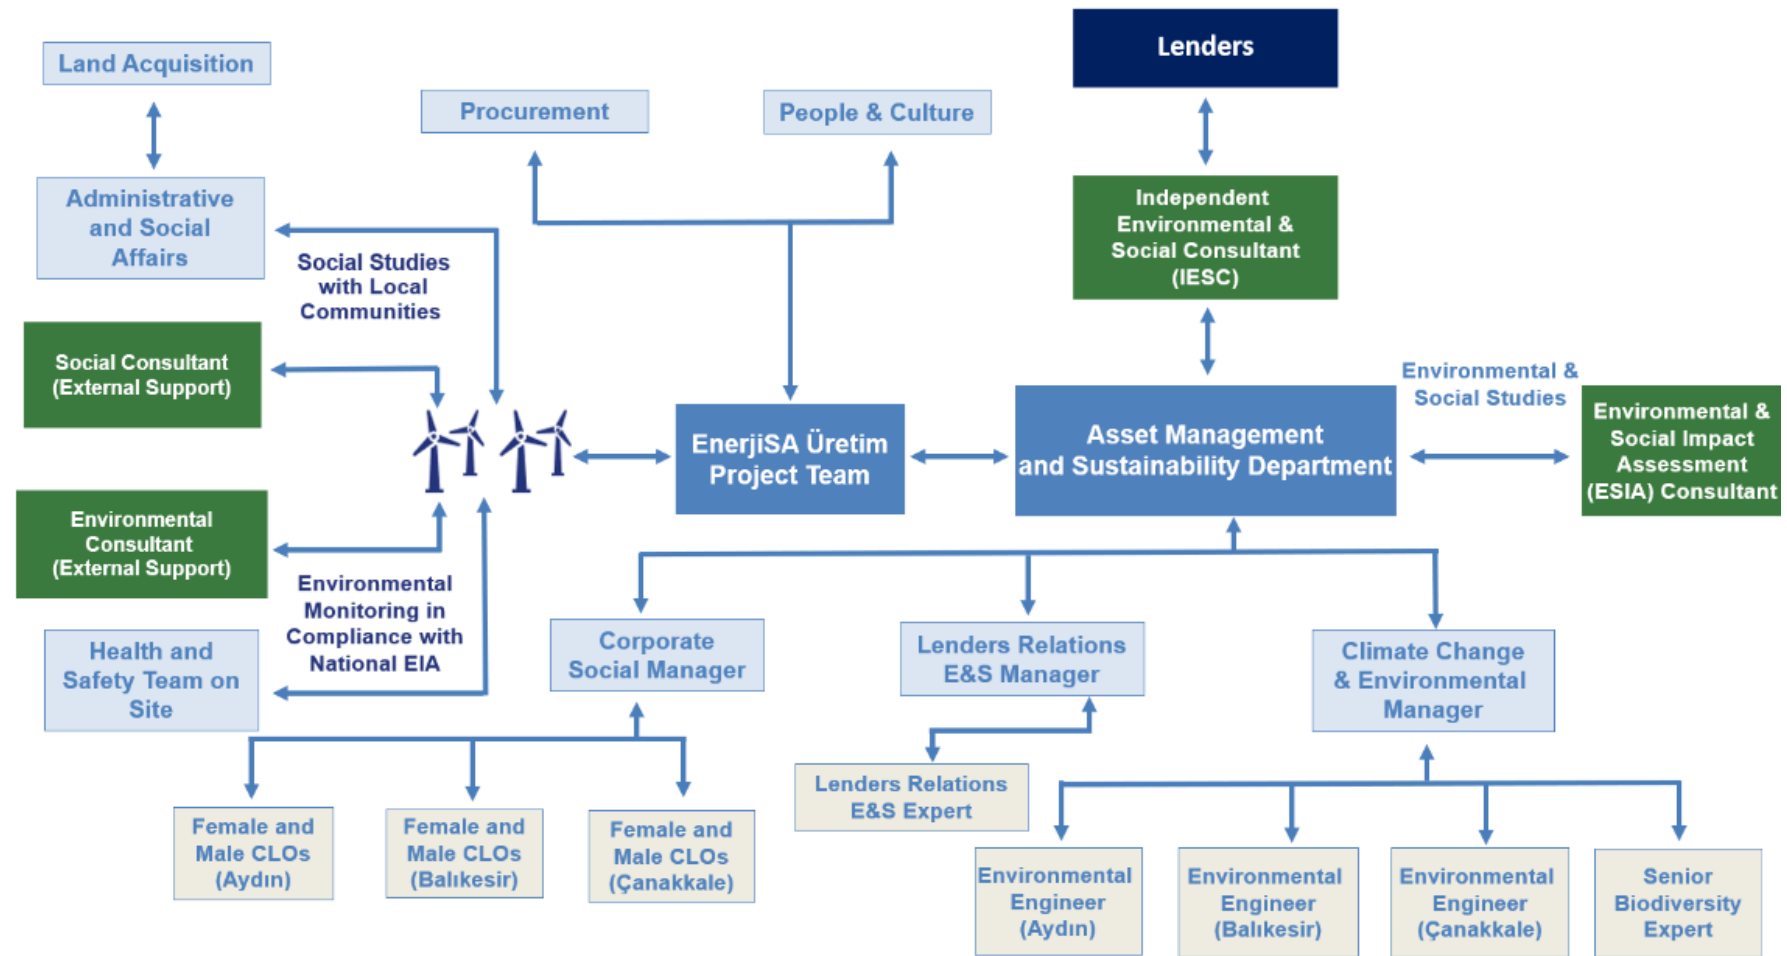 Lenders
Land Acquisition
Procurement
People & Culture
Administrative
and Social
Affairs
Independent
Environmental &
Social Consultant
(IESC)
Social Studies
with Local
Communities
Social Consultant
(External Support)
Environmental &
Social Studies
EnerjiSA Üretim
Project Team
Asset Management
and Sustainability Department
Environmental &
Social Impact
Assessment
(ESIA) Consultant
Environmental
Consultant
(External Support)
Environmental
Monitoring in
Compliance with
National EIA
Health and
Safety Team on
Site
Corporate
Social Manager
Lenders Relations
E&S Manager
Climate Change
& Environmental
Manager
Lenders Relations
E&S Expert
Female and
Male CLOs
(Aydın)
Female and
Male CLOs
(Balıkesir)
Female and
Male CLOs
(Çanakkale)
Environmental
Engineer
(Aydın)
Environmental
Engineer
(Balıkesir)
Environmental
Engineer
(Çanakkale)
Senior
Biodiversity
Expert